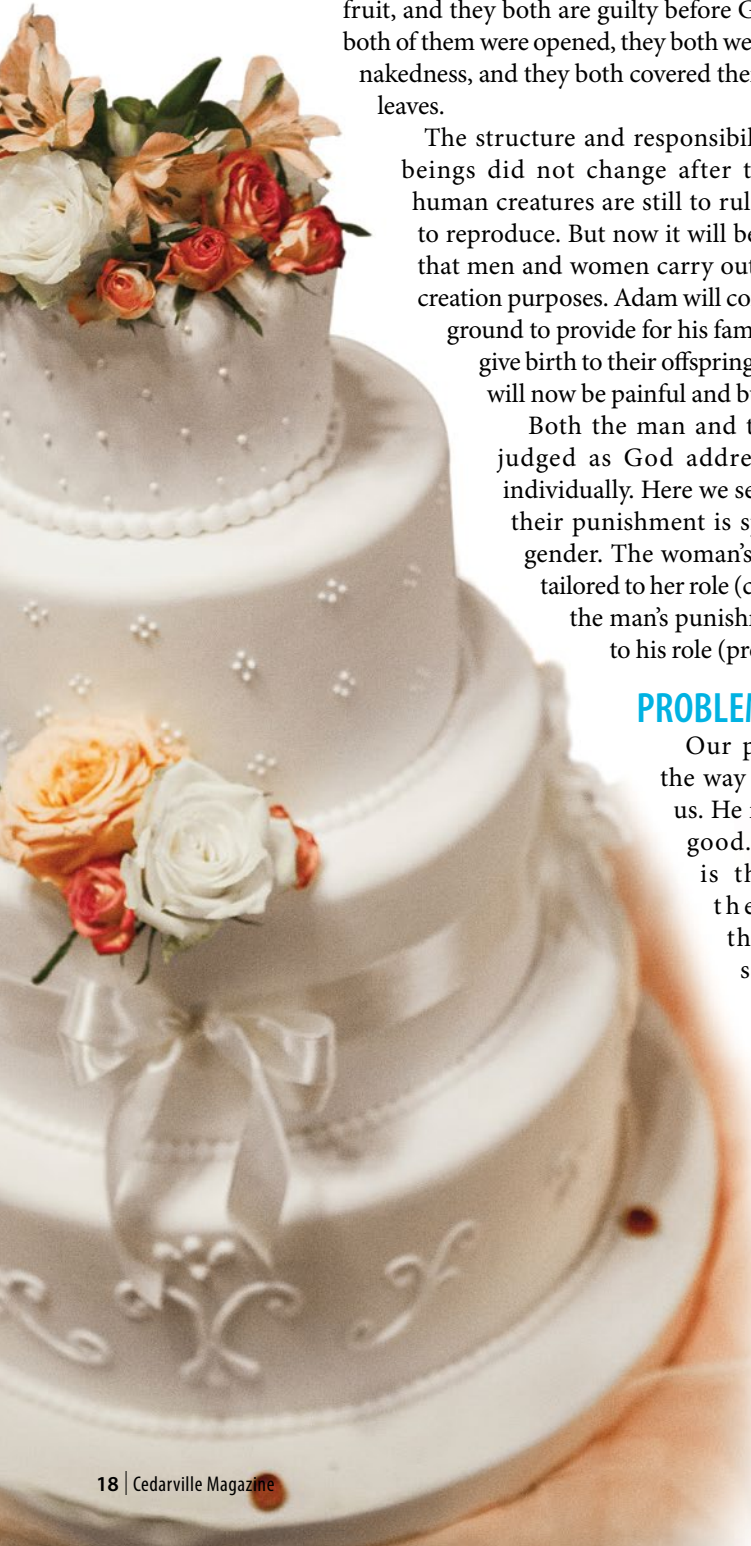 fruit, and they both are guilty before G
both of them were opened, they both we
nakedness, and they both covered the
leaves.
The structure and responsibil
beings did not change after t
human creatures are still to rul
to reproduce. But now it will be
that men and women carry out
creation purposes. Adam will co
ground to provide for his fam
give birth to their offspring
will now be painful and b
Both the man and t
judged as God addre
individually. Here we se
their punishment is s
gender. The woman’s
tailored to her role (c
the man’s punish
to his role (pr
PROBLEM
Our p
the way
us. He
good.
is th
the
th
s
18 | Cedarville Magazine